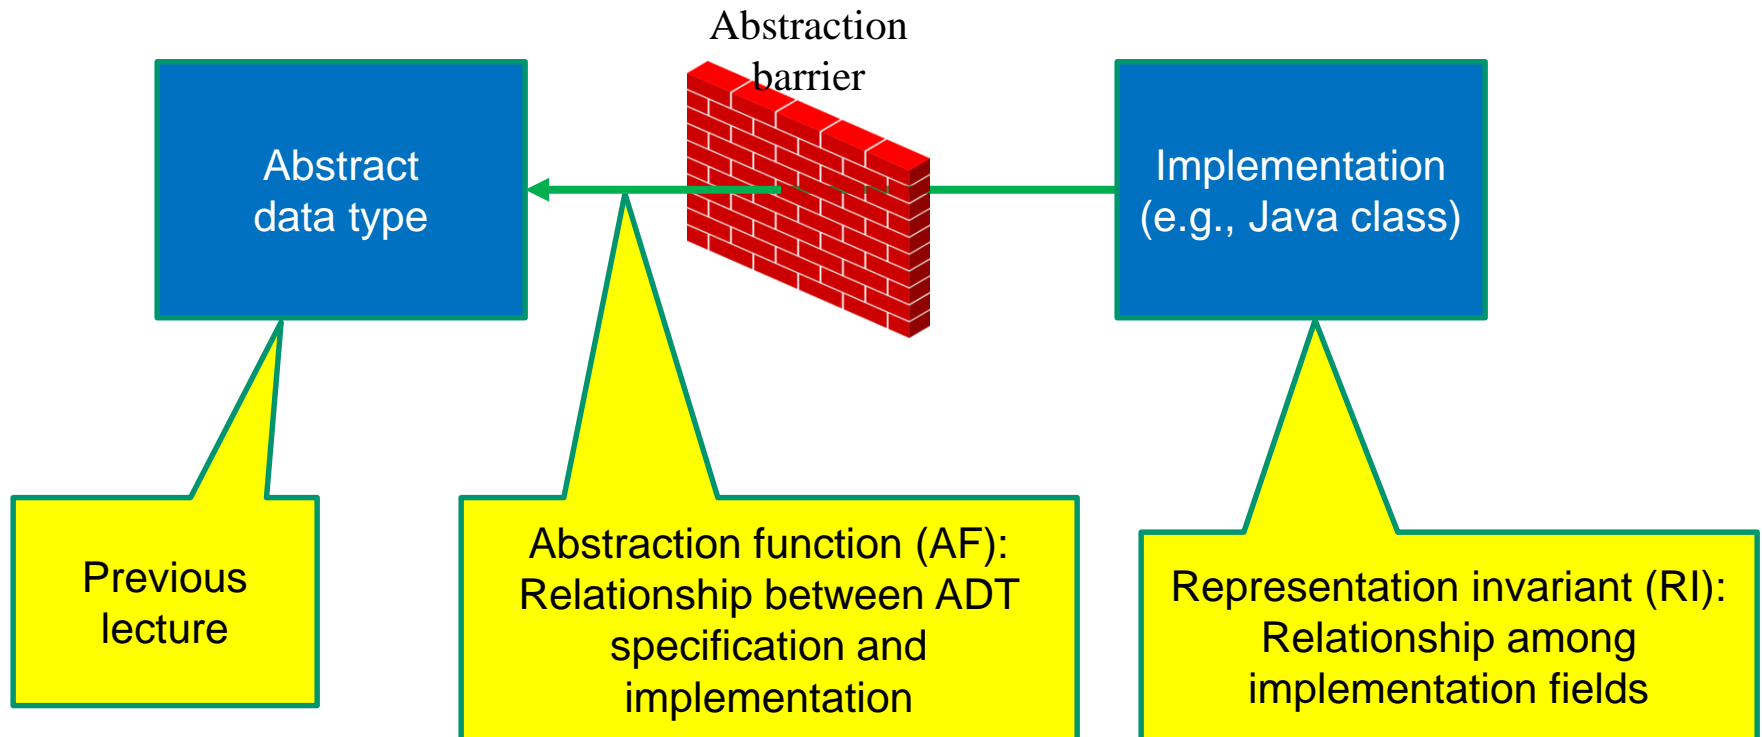 Abstraction
barrier
Abstract
data type
Implementation
(e.g., Java class)
Previous
lecture
Abstraction function (AF):
Relationship between ADT
specification and
implementation
Representation invariant (RI):
Relationship among
implementation fields